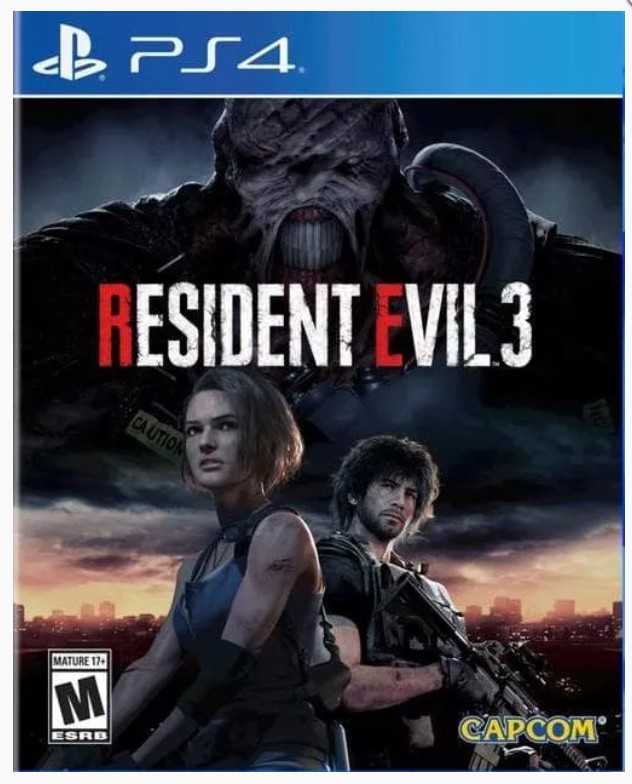 PS4
RESIDENT EVIL 3
CAUTION
MATURE 17+
M
ESRB
CAPCOM